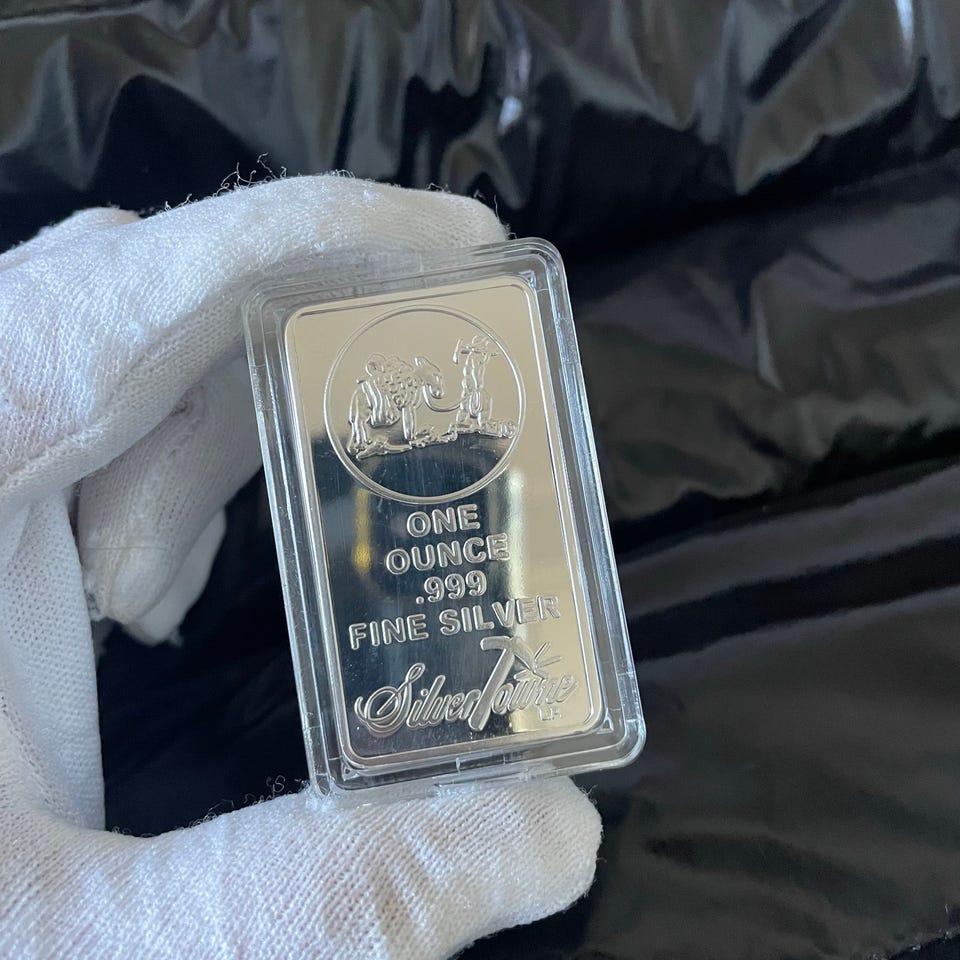 ONE
OUNCE
.999
FINE SILVER
SilverTowne
L.P.